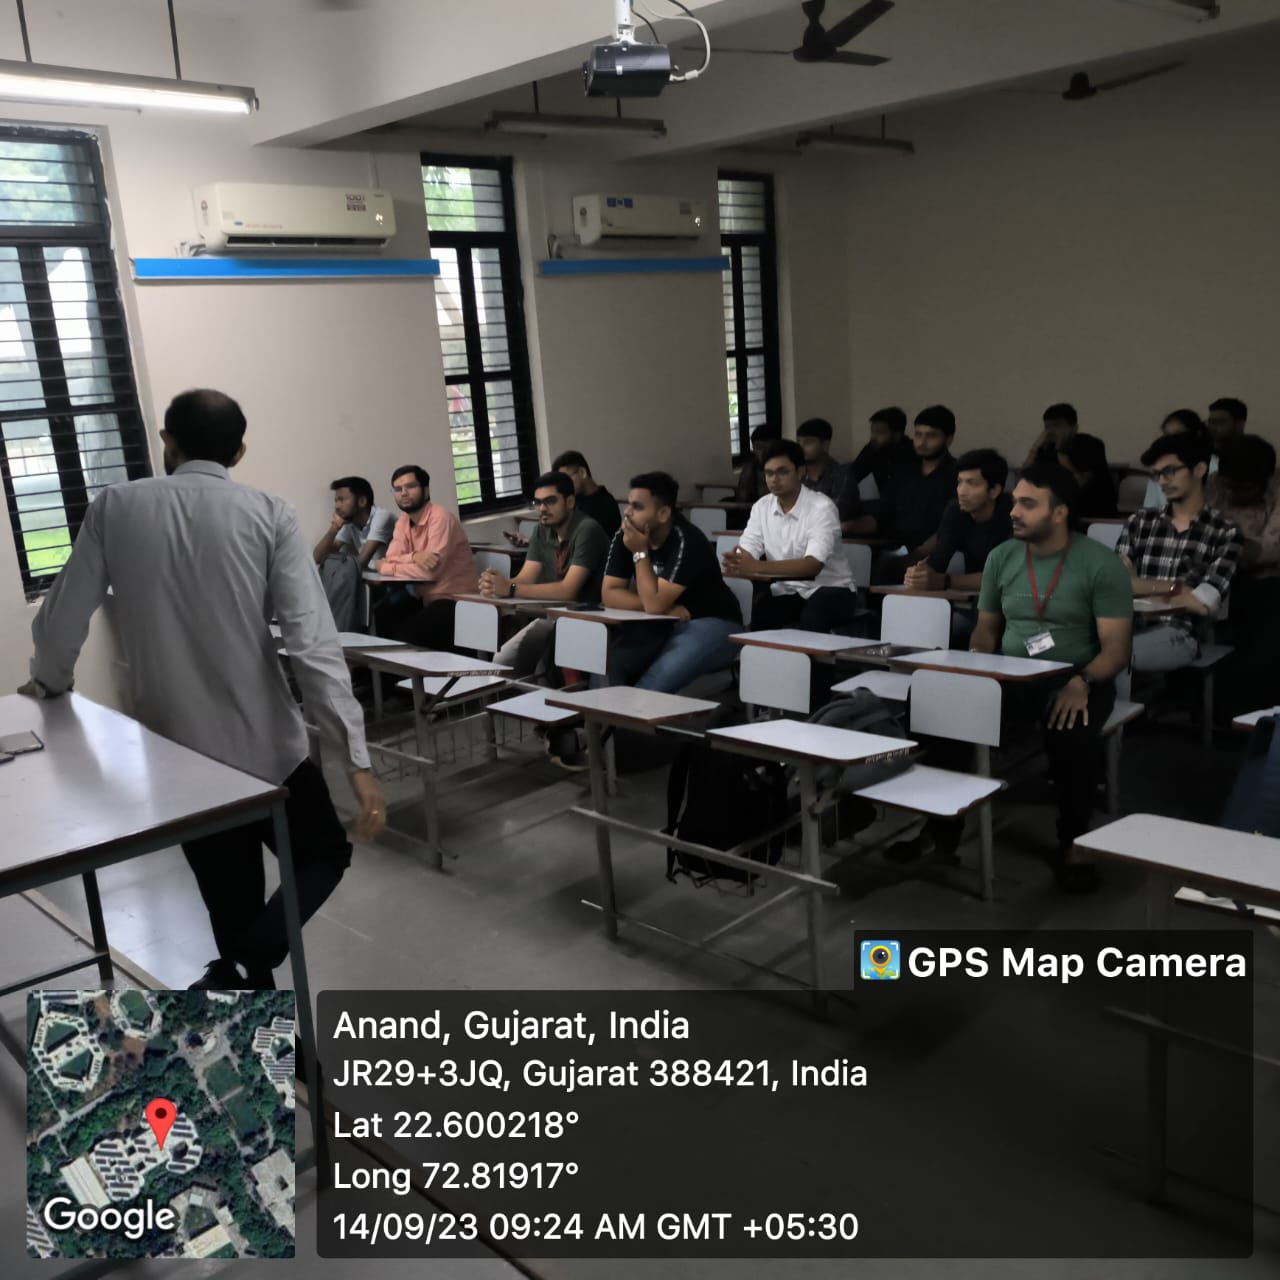 GPS Map Camera
Anand, Gujarat, India
JR29+3JQ, Gujarat 388421, India
Lat 22.600218°
Long 72.81917°
14/09/23 09:24 AM GMT +05:30
Google